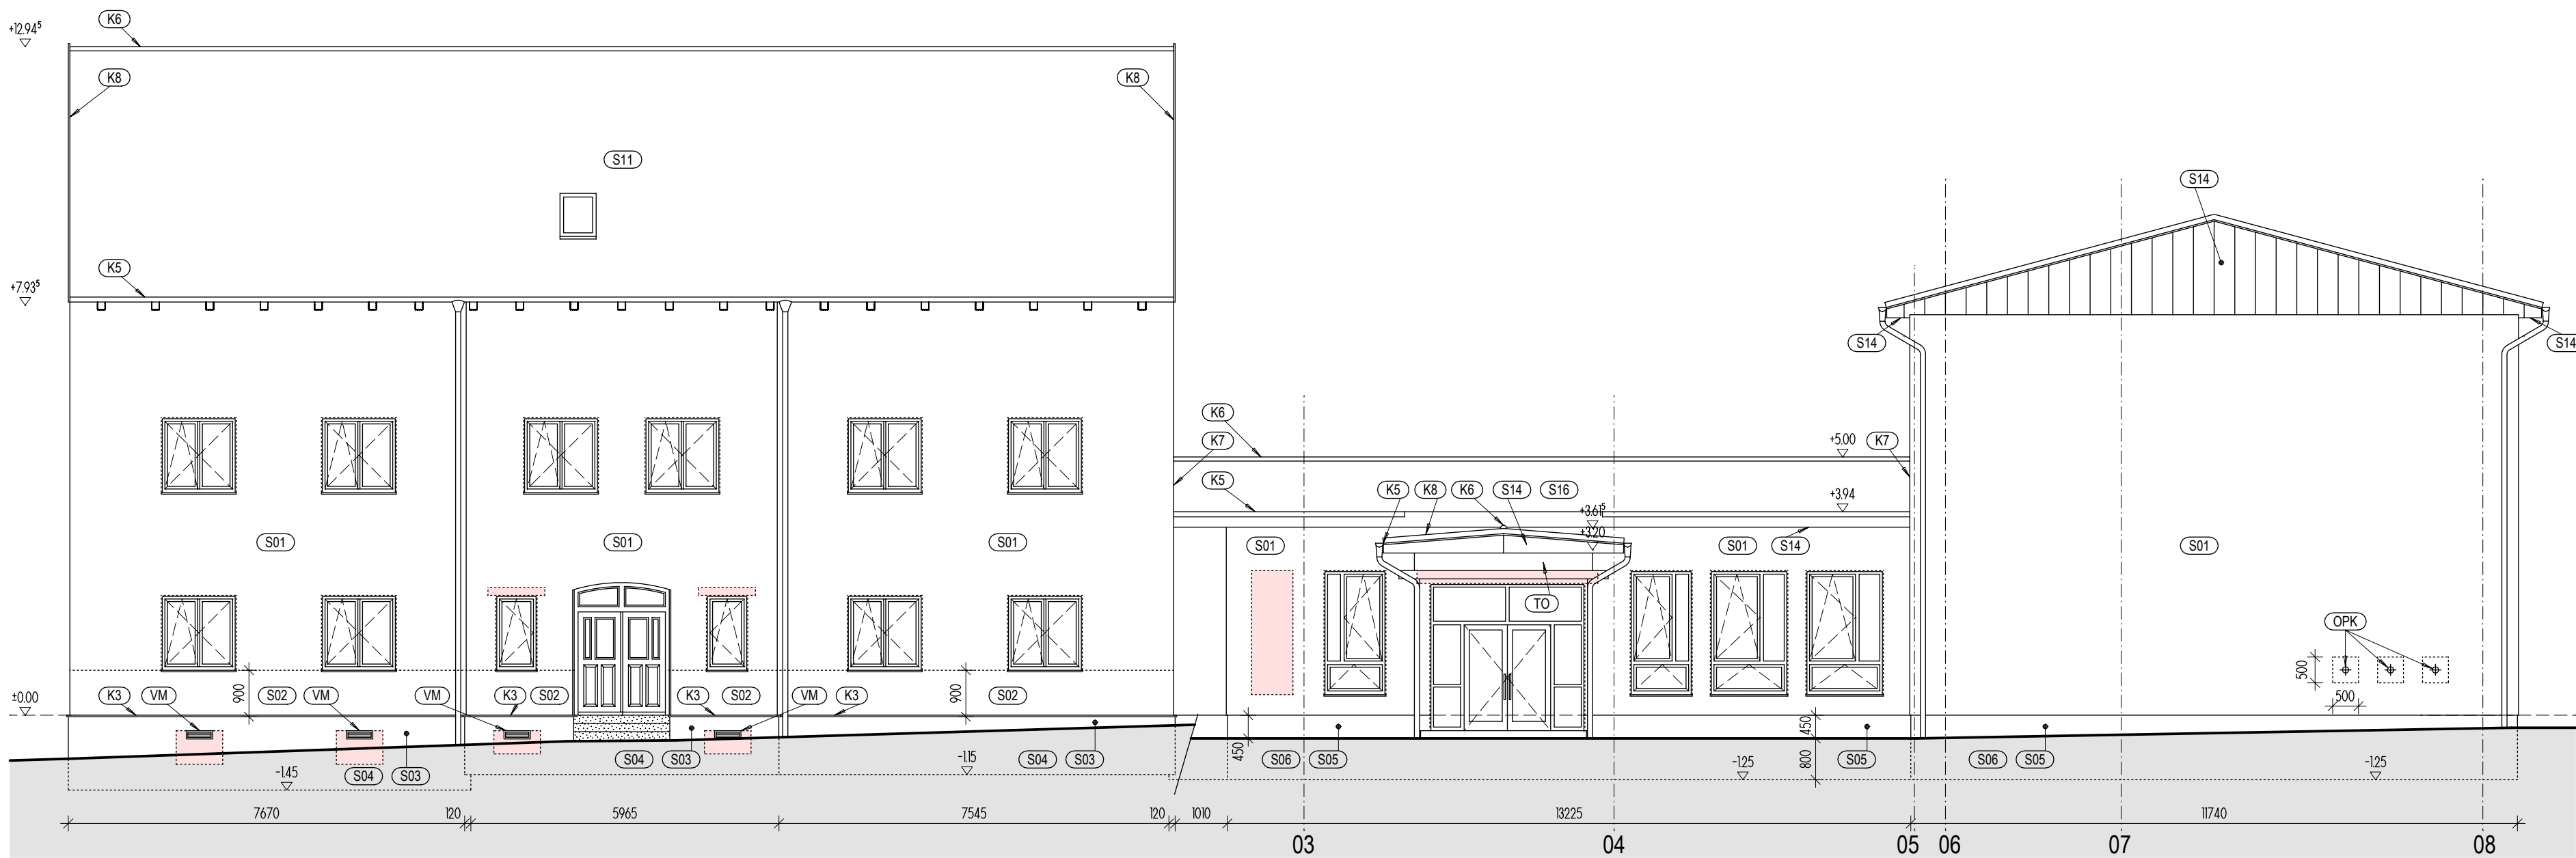 K6
+12.94⁵
K8
K8
S11
S14
K5
+7.93⁵
S14
S14
K6
K7
+5.00
K7
K5
K5
K8
K6
S14
S16
+3.94
+3.61⁵
+3.20
S01
S01
S01
S01
S01
S14
S01
TO
OPK
500
500
±0.00
K3
VM
900
S02
VM
VM
K3
S02
K3
S02
VM
K3
900
S02
450
450
800
-1.45
S04
S03
S04
S03
-1.15
S04
S03
S06
S05
-1.25
S05
S06
S05
-1.25
7670
120
5965
7545
120
1010
13225
11740
03
04
05
06
07
08